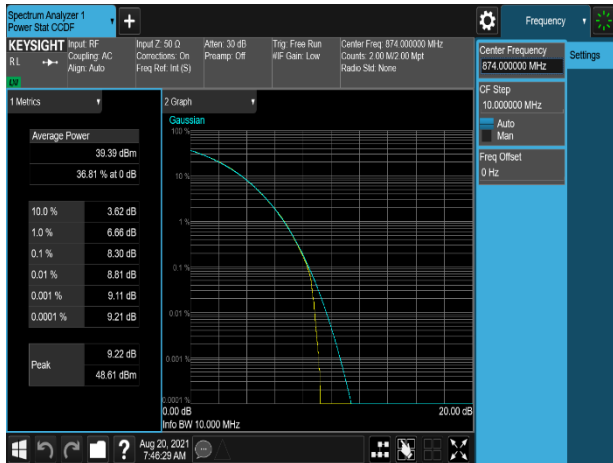 Spectrum Analyzer 1
Power Stat CCDF
Frequency
KEYSIGHT
RL
Input: RF
Coupling: AC
Align: Auto
Input Z: 50 Ω
Corrections: On
Freq Ref: Int (S)
Atten: 30 dB
Preamp: Off
Trig: Free Run
#IF Gain: Low
Center Freq: 874.000000 MHz
Counts: 2.00 M/2.00 Mpt
Radio Std: None
Center Frequency
874.000000 MHz
Settings
CF Step
10.000000 MHz
Auto
Man
Freq Offset
0 Hz
1 Metrics
Average Power
39.39 dBm
36.81 % at 0 dB
10.0 % 3.62 dB
1.0 % 6.66 dB
0.1 % 8.30 dB
0.01 % 8.81 dB
0.001 % 9.11 dB
0.0001 % 9.21 dB
Peak
9.22 dB
48.61 dBm
2 Graph
Gaussian
100 %
10 %
1 %
0.1 %
0.01 %
0.001 %
0.0001 %
0.00 dB 20.00 dB
Info BW 10.000 MHz
?
Aug 20, 2021
7:46:29 AM